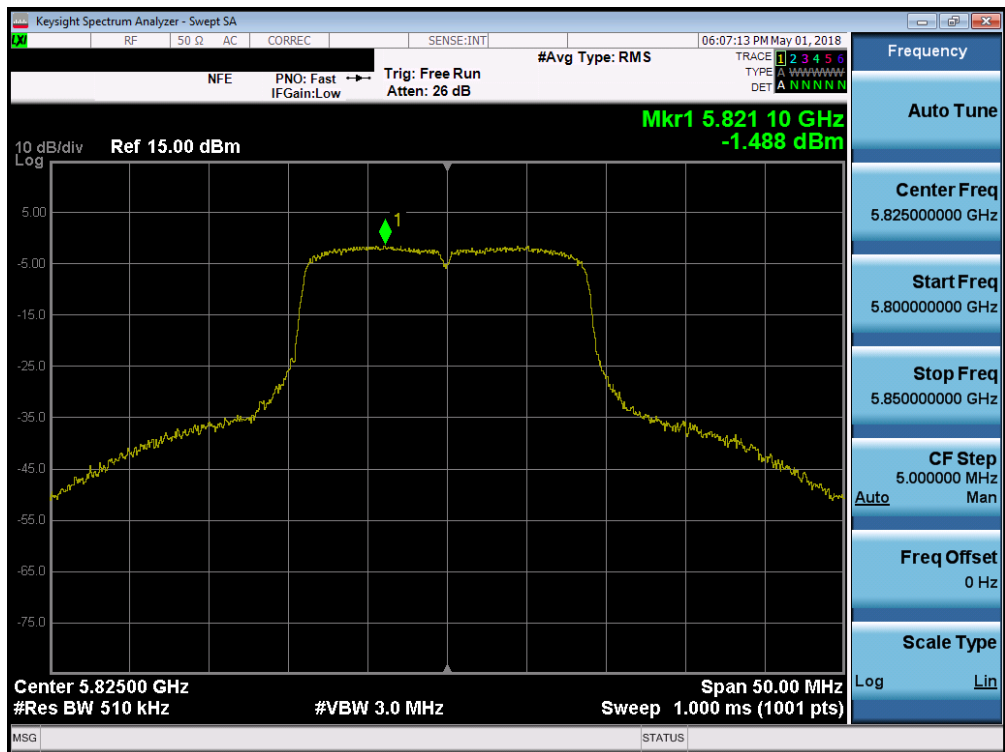 Keysight Spectrum Analyzer - Swept SA
LXI RF 50 Ω AC CORREC SENSE:INT 06:07:13 PM May 01, 2018
NFE PNO: Fast Trig: Free Run #Avg Type: RMS TRACE 1 2 3 4 5 6
IFGain:Low Atten: 26 dB TYPE A WWWWW
DET A N N N N N
Mkr1 5.821 10 GHz
-1.488 dBm
10 dB/div Ref 15.00 dBm
Log
1
5.00
-5.00
-15.0
-25.0
-35.0
-45.0
-55.0
-65.0
-75.0
Center 5.82500 GHz Span 50.00 MHz
#Res BW 510 kHz #VBW 3.0 MHz Sweep 1.000 ms (1001 pts)
MSG STATUS
Frequency
Auto Tune
Center Freq
5.825000000 GHz
Start Freq
5.800000000 GHz
Stop Freq
5.850000000 GHz
CF Step
5.000000 MHz
Auto Man
Freq Offset
0 Hz
Scale Type
Log Lin